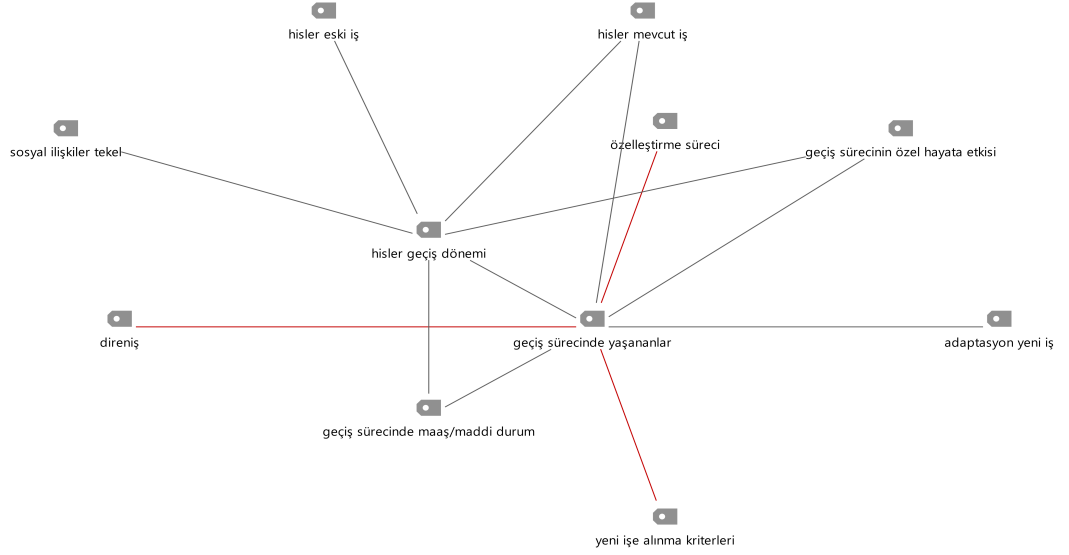 hisler eski iş
hisler mevcut iş
özelleştirme süreci
sosyal ilişkiler tekel
geçiş sürecinin özel hayata etkisi
hisler geçiş dönemi
direniş
geçiş sürecinde yaşananlar
adaptasyon yeni iş
geçiş sürecinde maaş/maddi durum
yeni işe alınma kriterleri